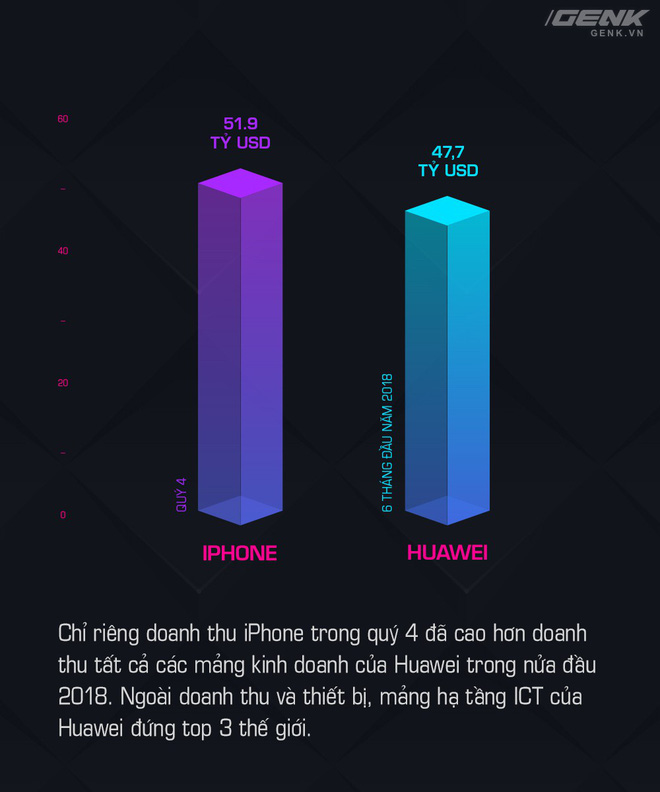 /GENK
GENK.VN
60
51.9
TỶ USD
47,7
TỶ USD
–
40
–
20
–
0
QUÝ 4
6 THÁNG ĐẦU NĂM 2018
IPHONE
HUAWEI
Chỉ riêng doanh thu iPhone trong quý 4 đã cao hơn doanh
thu tất cả các mảng kinh doanh của Huawei trong nửa đầu
2018. Ngoài doanh thu và thiết bị, mảng hạ tầng ICT của
Huawei đứng top 3 thế giới.